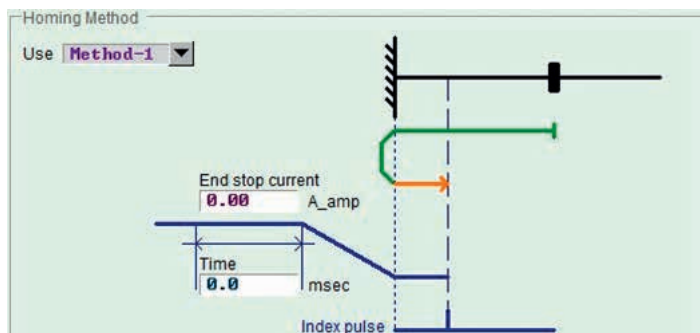 Homing Method
Use Method-1
End stop current
0.00 A_amp
Time
0.0 msec
Index pulse